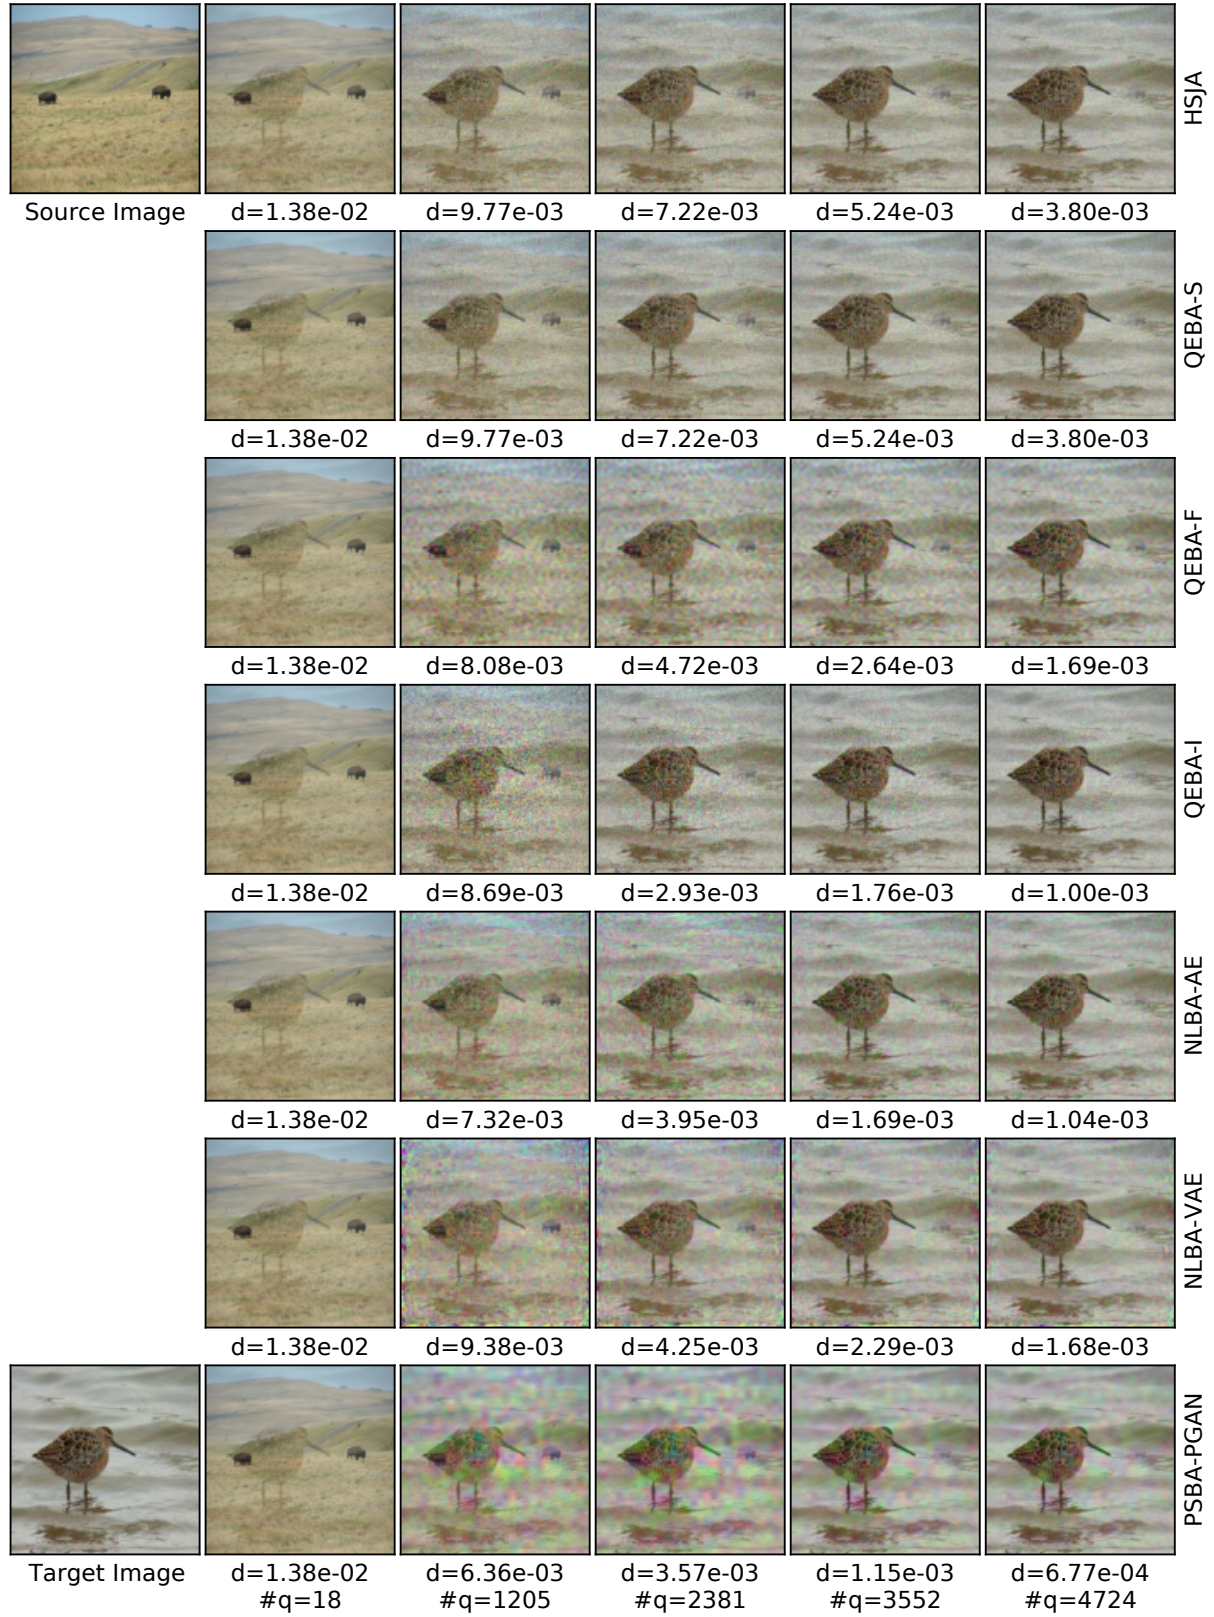 HSJA
Source Image d=1.38e-02 d=9.77e-03 d=7.22e-03 d=5.24e-03 d=3.80e-03
QEBA-S
d=1.38e-02 d=9.77e-03 d=7.22e-03 d=5.24e-03 d=3.80e-03
QEBA-F
d=1.38e-02 d=8.08e-03 d=4.72e-03 d=2.64e-03 d=1.69e-03
QEBA-I
d=1.38e-02 d=8.69e-03 d=2.93e-03 d=1.76e-03 d=1.00e-03
NLBA-AE
d=1.38e-02 d=7.32e-03 d=3.95e-03 d=1.69e-03 d=1.04e-03
NLBA-VAE
d=1.38e-02 d=9.38e-03 d=4.25e-03 d=2.29e-03 d=1.68e-03
PSBA-PGAN
Target Image d=1.38e-02 d=6.36e-03 d=3.57e-03 d=1.15e-03 d=6.77e-04
#q=18 #q=1205 #q=2381 #q=3552 #q=4724